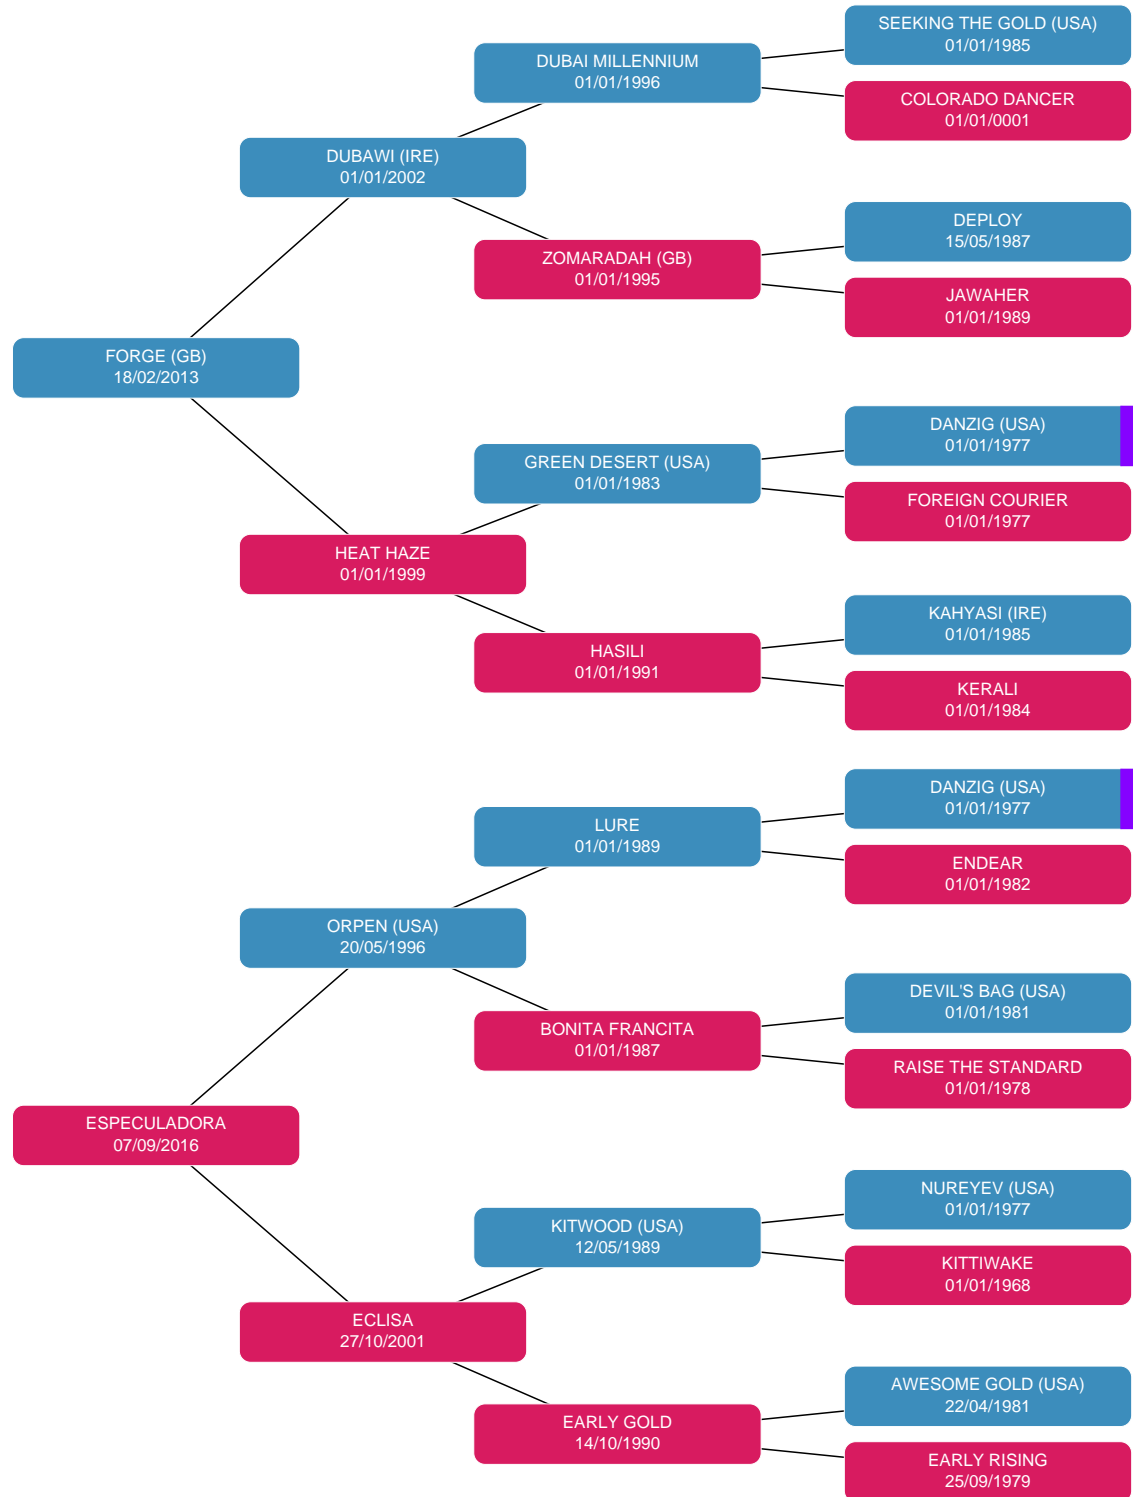 SEEKING THE GOLD (USA)
01/01/1985
DUBAI MILLENNIUM
01/01/1996
COLORADO DANCER
01/01/0001
DUBAWI (IRE)
01/01/2002
DEPLOY
15/05/1987
ZOMARADAH (GB)
01/01/1995
JAWAHER
01/01/1989
FORGE (GB)
18/02/2013
DANZIG (USA)
01/01/1977
GREEN DESERT (USA)
01/01/1983
FOREIGN COURIER
01/01/1977
HEAT HAZE
01/01/1999
KAHYASI (IRE)
01/01/1985
HASILI
01/01/1991
KERALI
01/01/1984
DANZIG (USA)
01/01/1977
LURE
01/01/1989
ENDEAR
01/01/1982
ORPEN (USA)
20/05/1996
DEVIL'S BAG (USA)
01/01/1981
BONITA FRANCITA
01/01/1987
RAISE THE STANDARD
01/01/1978
ESPECULADORA
07/09/2016
NUREYEV (USA)
01/01/1977
KITWOOD (USA)
12/05/1989
KITTIWAKE
01/01/1968
ECLISA
27/10/2001
AWESOME GOLD (USA)
22/04/1981
EARLY GOLD
14/10/1990
EARLY RISING
25/09/1979